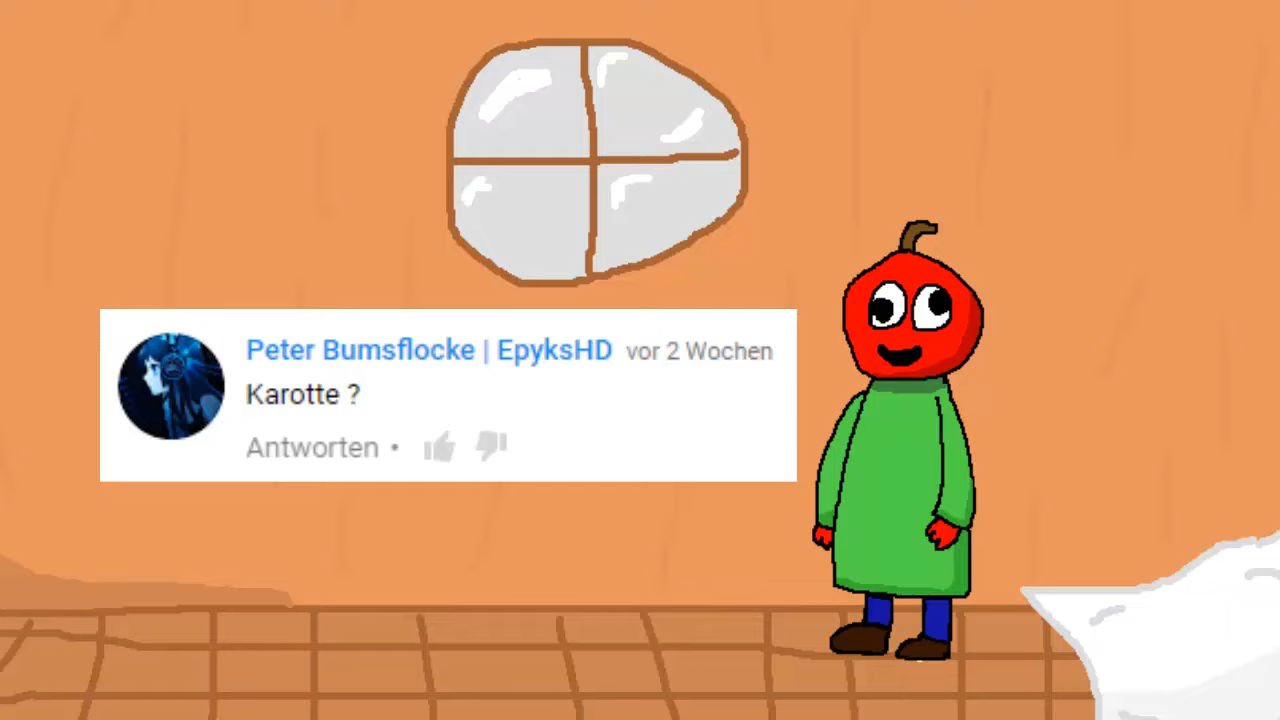 Peter Bumsflocke | EpyksHD vor 2 Wochen
Karotte ?
Antworten •